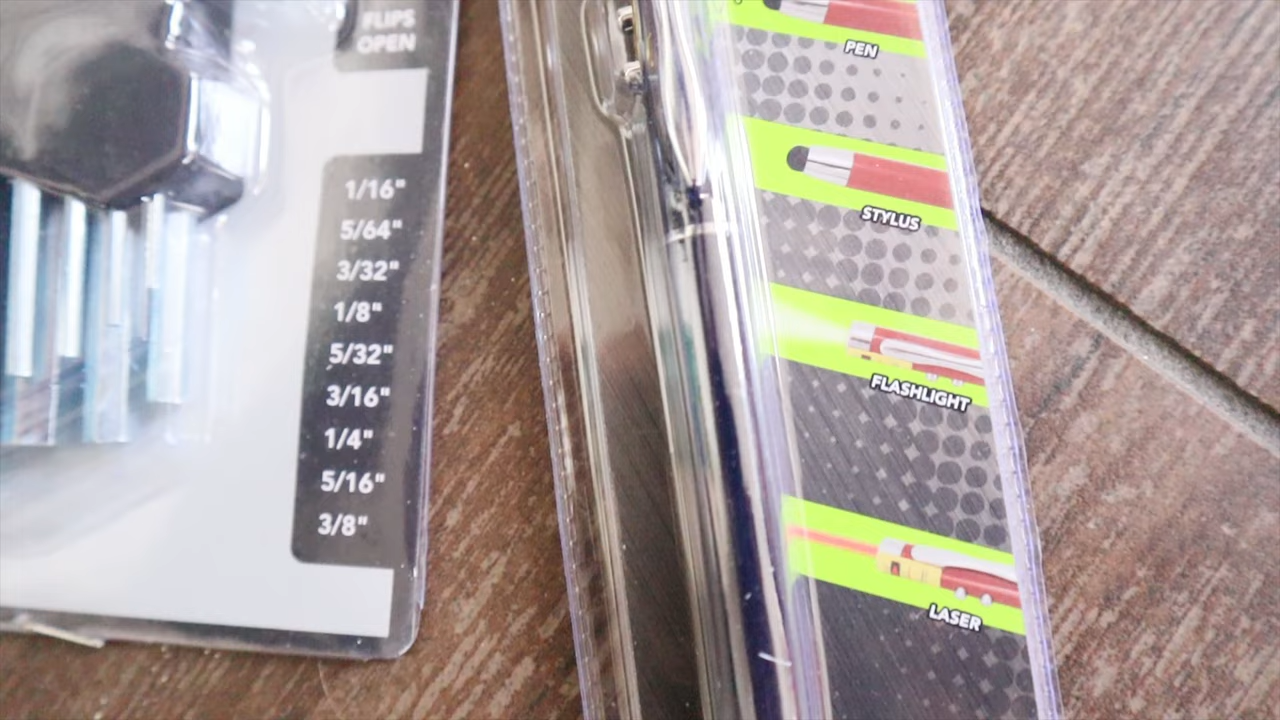 FLIPS
OPEN
1/16"
5/64"
3/32"
1/8"
5/32"
3/16"
1/4"
5/16"
3/8"
PEN
STYLUS
FLASHLIGHT
LASER